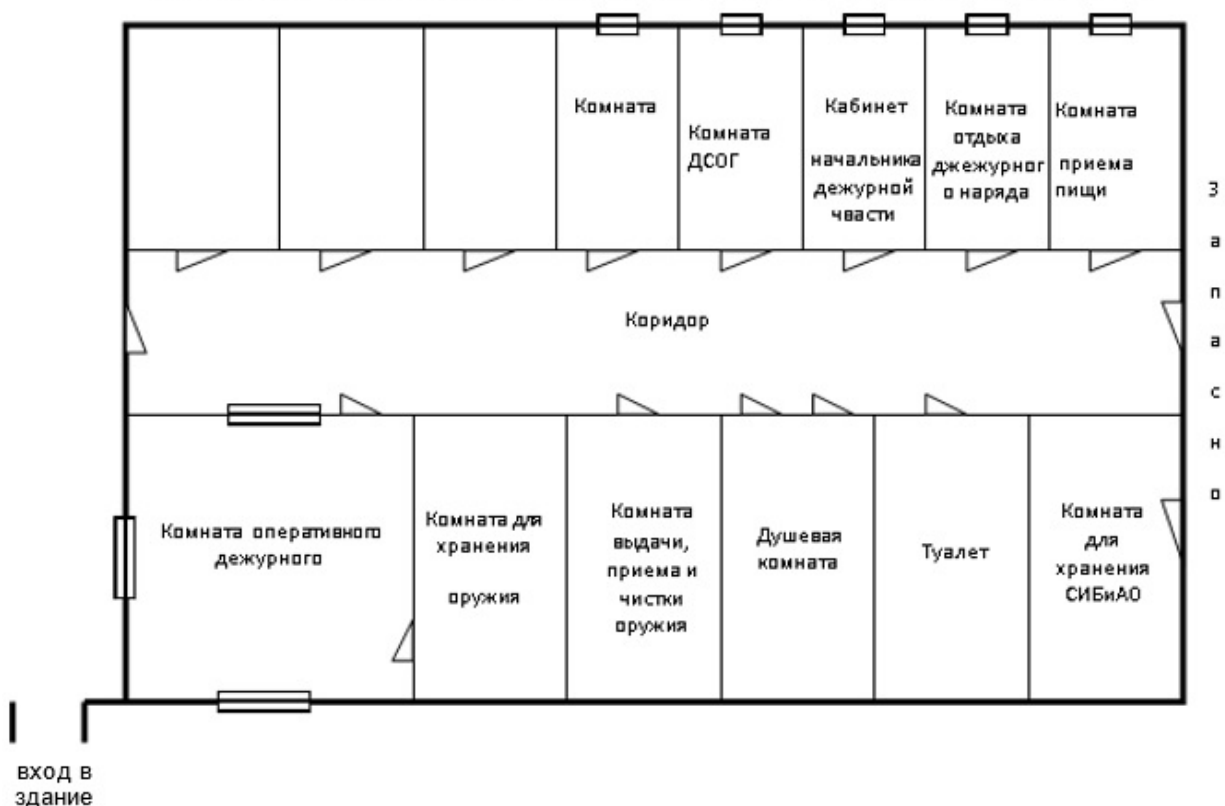 Комната
Комната
ДСОГ
Кабинет
начальника
дежурной
чвасти
Комната
отдыха
джежурног
о наряда
Комната
приема
пищи
З
а
п
а
с
н
о
Коридор
Комната оперативного
дежурного
Комната для
хранения
оружия
Комната
выдачи,
приема и
чистки
оружия
Душевая
комната
Туалет
Комната
для
хранения
СИБиАО
вход в
здание